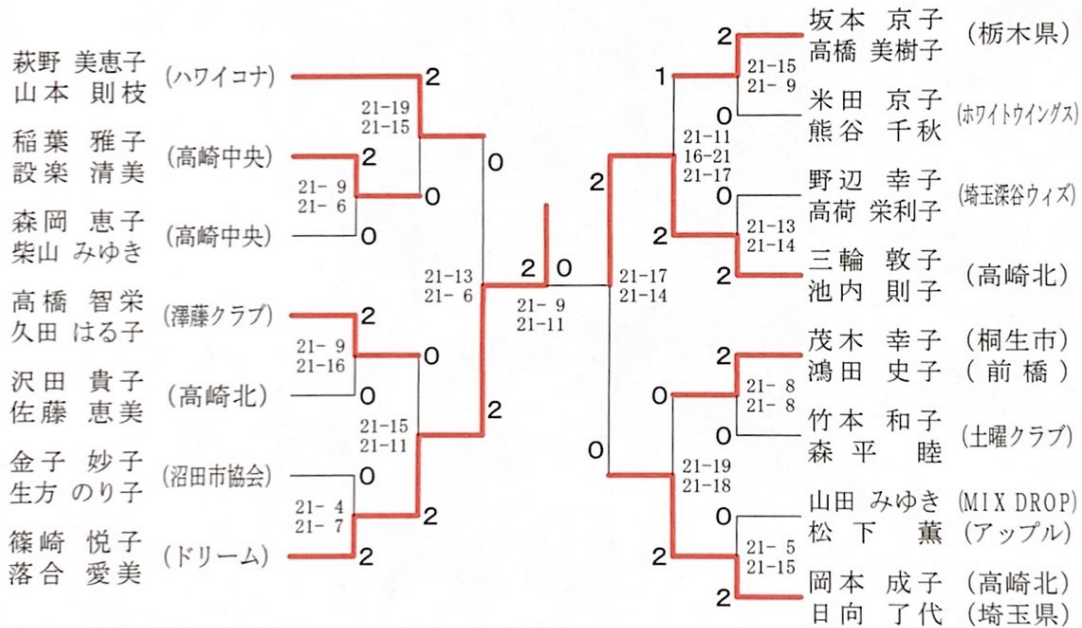 萩野 美恵子
山本 則枝
(ハワイコナ)
稲葉 雅子
設楽 清美
(高崎中央)
森岡 恵子
柴山 みゆき
(高崎中央)
高橋 智栄
久田 はる子
(澤藤クラブ)
沢田 貴子
佐藤 恵美
(高崎北)
金子 妙子
生方 のり子
(沼田市協会)
篠崎 悦子
落合 愛美
(ドリーム)
2
21-19
21-15
0
2
21- 9
21- 6
0
0
2
21- 9
21-16
0
0
21-15
21-11
0
21- 4
21- 7
2
2
21-13
21- 6
2
2 0
21- 9
21-11
坂本 京子
高橋 美樹子
(栃木県)
米田 京子
熊谷 千秋
(ホワイトウイングス)
野辺 幸子
高荷 栄利子
(埼玉深谷ウィズ)
三輪 敦子
池内 則子
(高崎北)
茂木 幸子 (桐生市)
鴻田 史子 (前橋)
竹本 和子
森平 睦
(土曜クラブ)
山田 みゆき (MIX DROP)
松下 薫 (アップル)
岡本 成子 (高崎北)
日向 了代 (埼玉県)
2
21-15
21- 9
0
1
21-11
16-21
21-17
2
0
21-13
21-14
2
2
21-17
21-14
0
2
21- 8
21- 8
0
0
21-19
21-18
2
0
21- 5
21-15
2